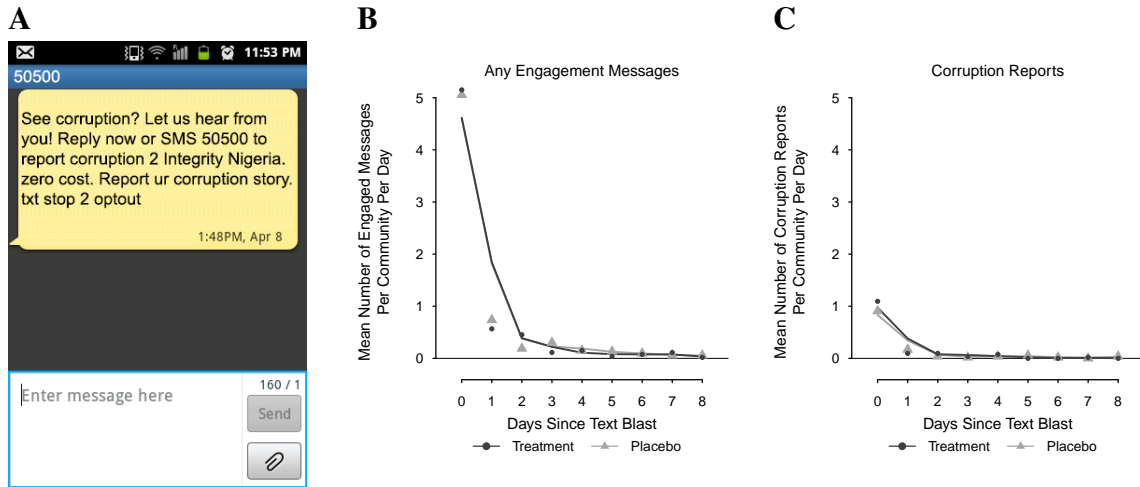 A
11:53 PM
50500
See corruption? Let us hear from
you! Reply now or SMS 50500 to
report corruption 2 Integrity Nigeria.
zero cost. Report ur corruption story.
txt stop 2 optout
1:48PM, Apr 8
160 / 1
Enter message here
Send
B
Any Engagement Messages
Mean Number of Engaged Messages
Per Community Per Day
5
4
3
2
1
0
0 1 2 3 4 5 6 7 8
Days Since Text Blast
Treatment Placebo
C
Corruption Reports
Mean Number of Corruption Reports
Per Community Per Day
5
4
3
2
1
0
0 1 2 3 4 5 6 7 8
Days Since Text Blast
Treatment Placebo